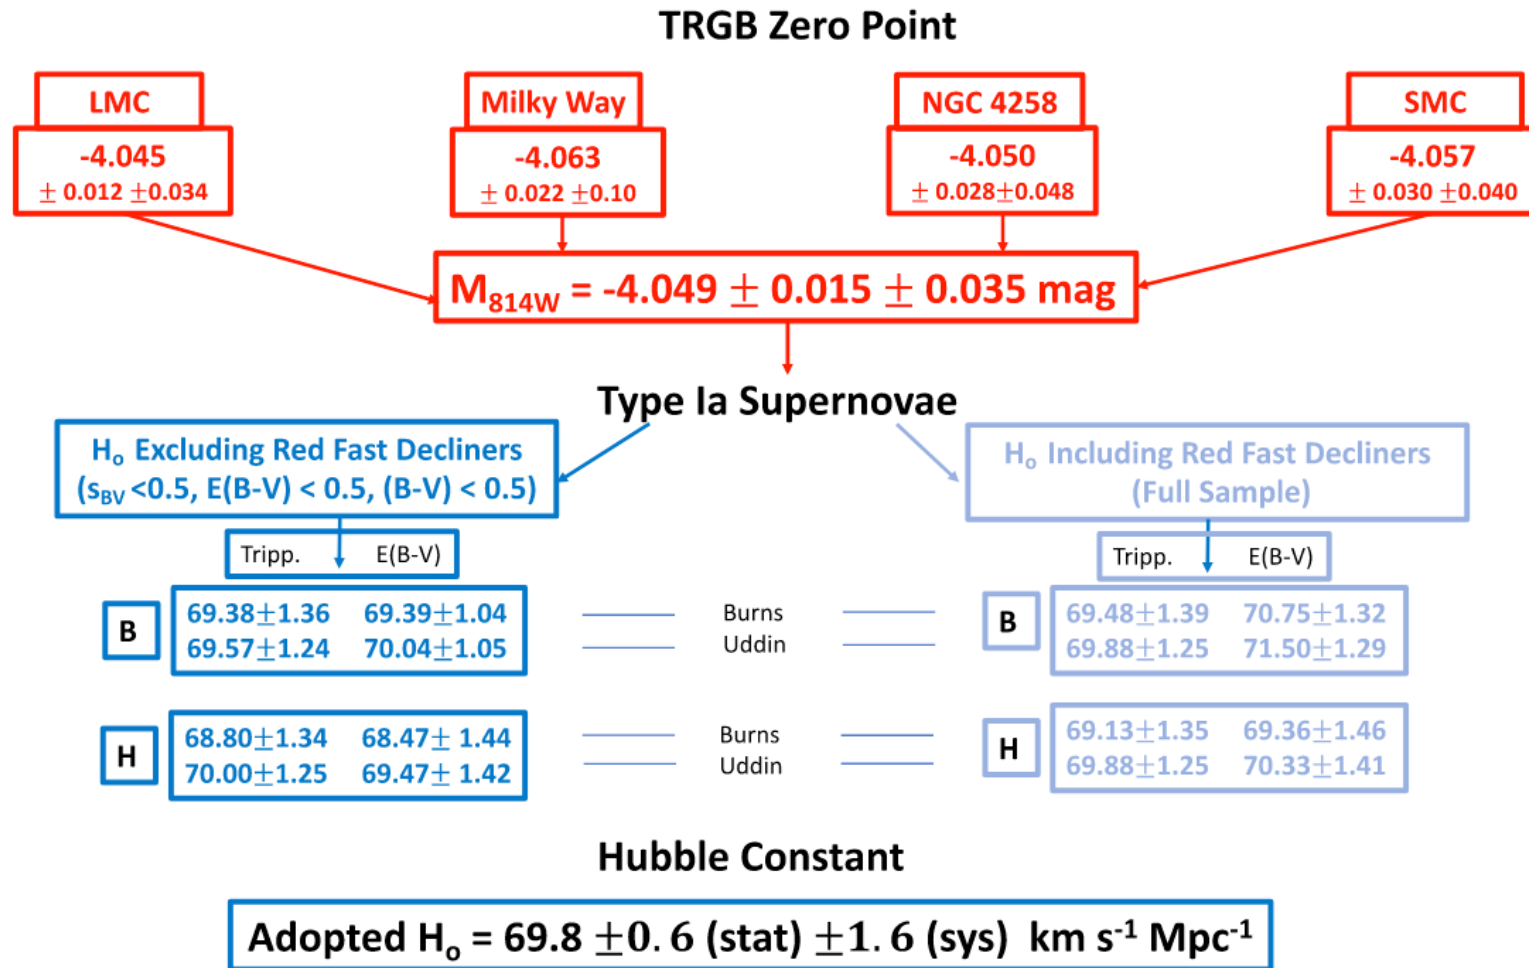 TRGB Zero Point
LMC
-4.045
± 0.012 ±0.034
Milky Way
-4.063
± 0.022 ±0.10
NGC 4258
-4.050
± 0.028±0.048
SMC
-4.057
± 0.030 ±0.040
M814W = -4.049 ± 0.015 ± 0.035 mag
Type Ia Supernovae
Ho Excluding Red Fast Decliners
(sBV <0.5, E(B-V) < 0.5, (B-V) < 0.5)
Ho Including Red Fast Decliners
(Full Sample)
Tripp. E(B-V)
Tripp. E(B-V)
B
69.38±1.36 69.39±1.04
69.57±1.24 70.04±1.05
Burns
Uddin
B
69.48±1.39 70.75±1.32
69.88±1.25 71.50±1.29
H
68.80±1.34 68.47± 1.44
70.00±1.25 69.47± 1.42
Burns
Uddin
H
69.13±1.35 69.36±1.46
69.88±1.25 70.33±1.41
Hubble Constant
Adopted Ho = 69.8 ±0.6 (stat) ±1.6 (sys) km s-1 Mpc-1